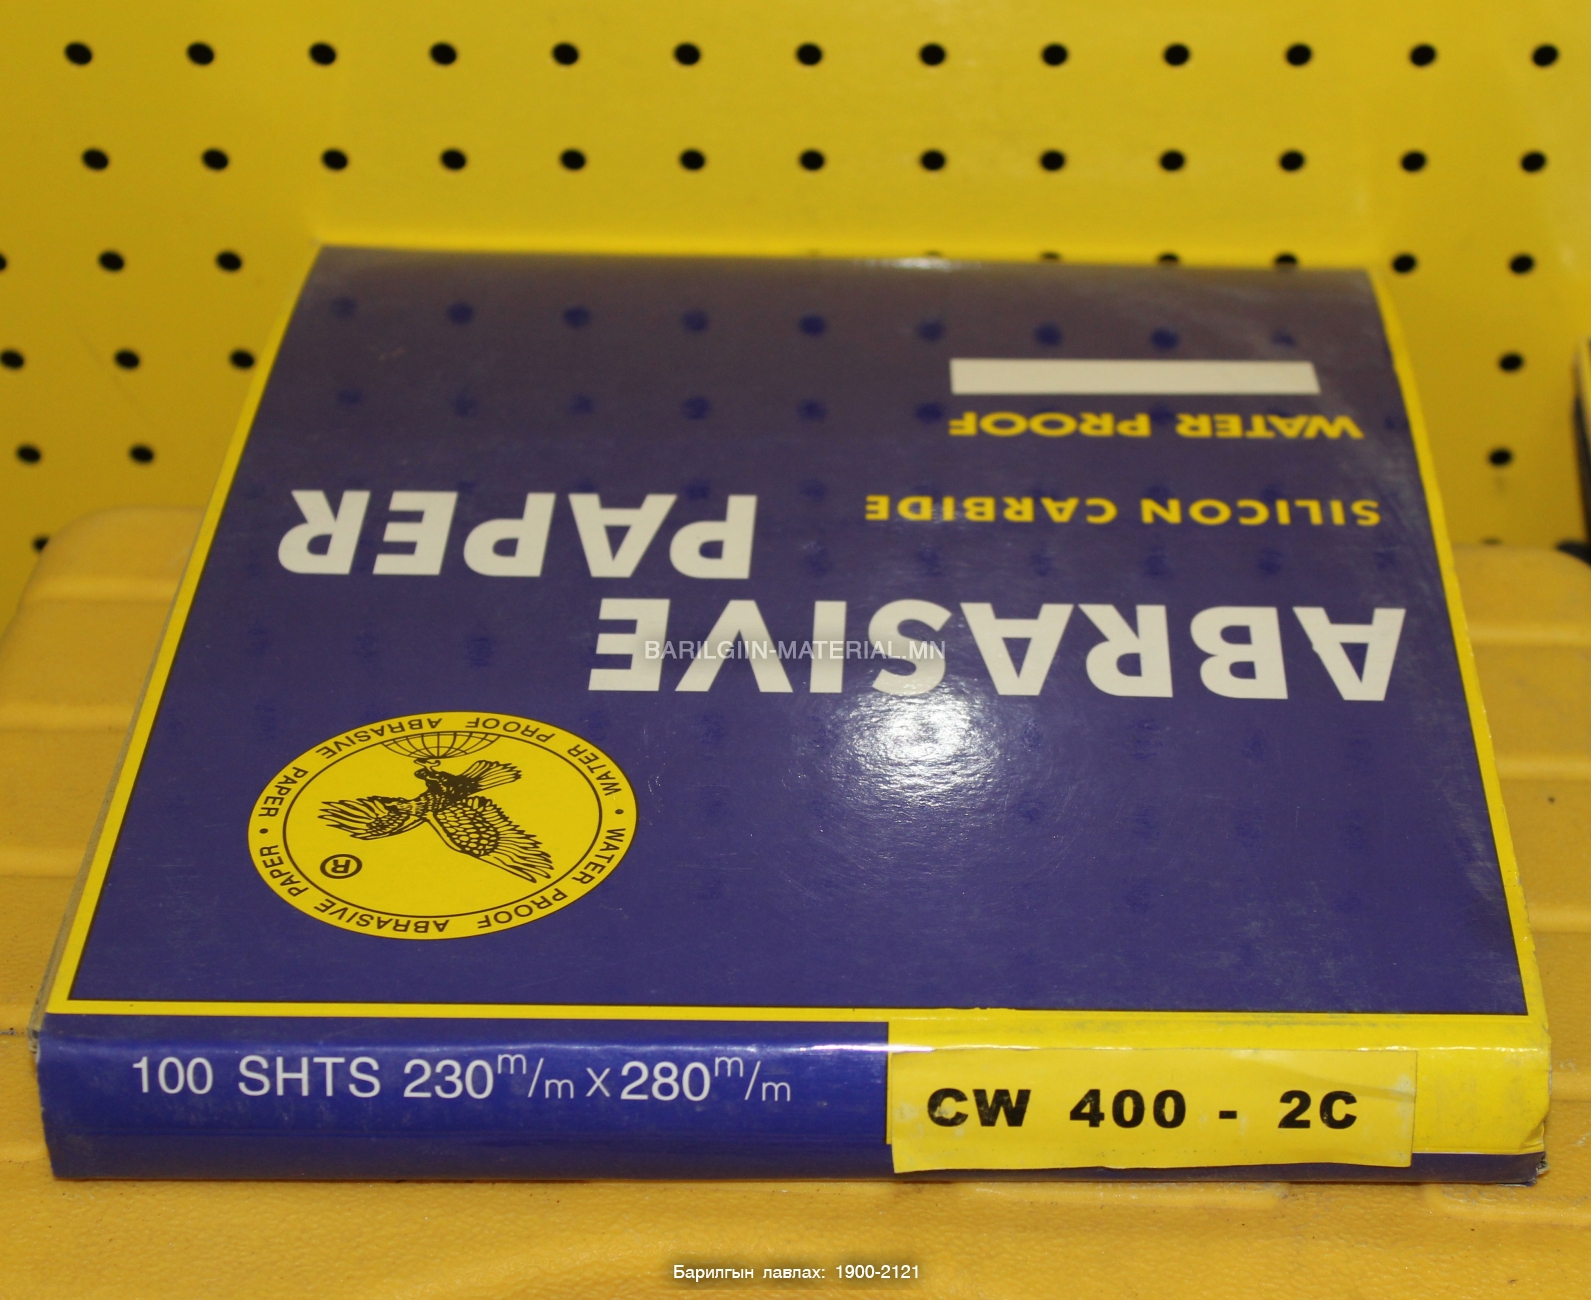 WATER PROOF
SILICON CARBIDE
ABRASIVE
PAPER
BARILGIIN-MATERIAL.MN
WATER PROOF ABRASIVE PAPER • WATER PROOF ABRASIVE PAPER •
®
100 SHTS 230m/m X 280m/m
CW 400 - 2C
Барилгын лавлах: 1900-2121